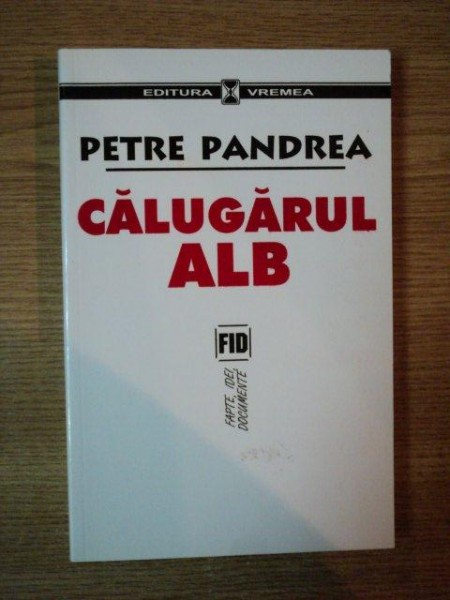 EDITURA VREMEA
PETRE PANDREA
CĂLUGĂRUL
ALB
FID
FAPTE, IDEI,
DOCUMENTE